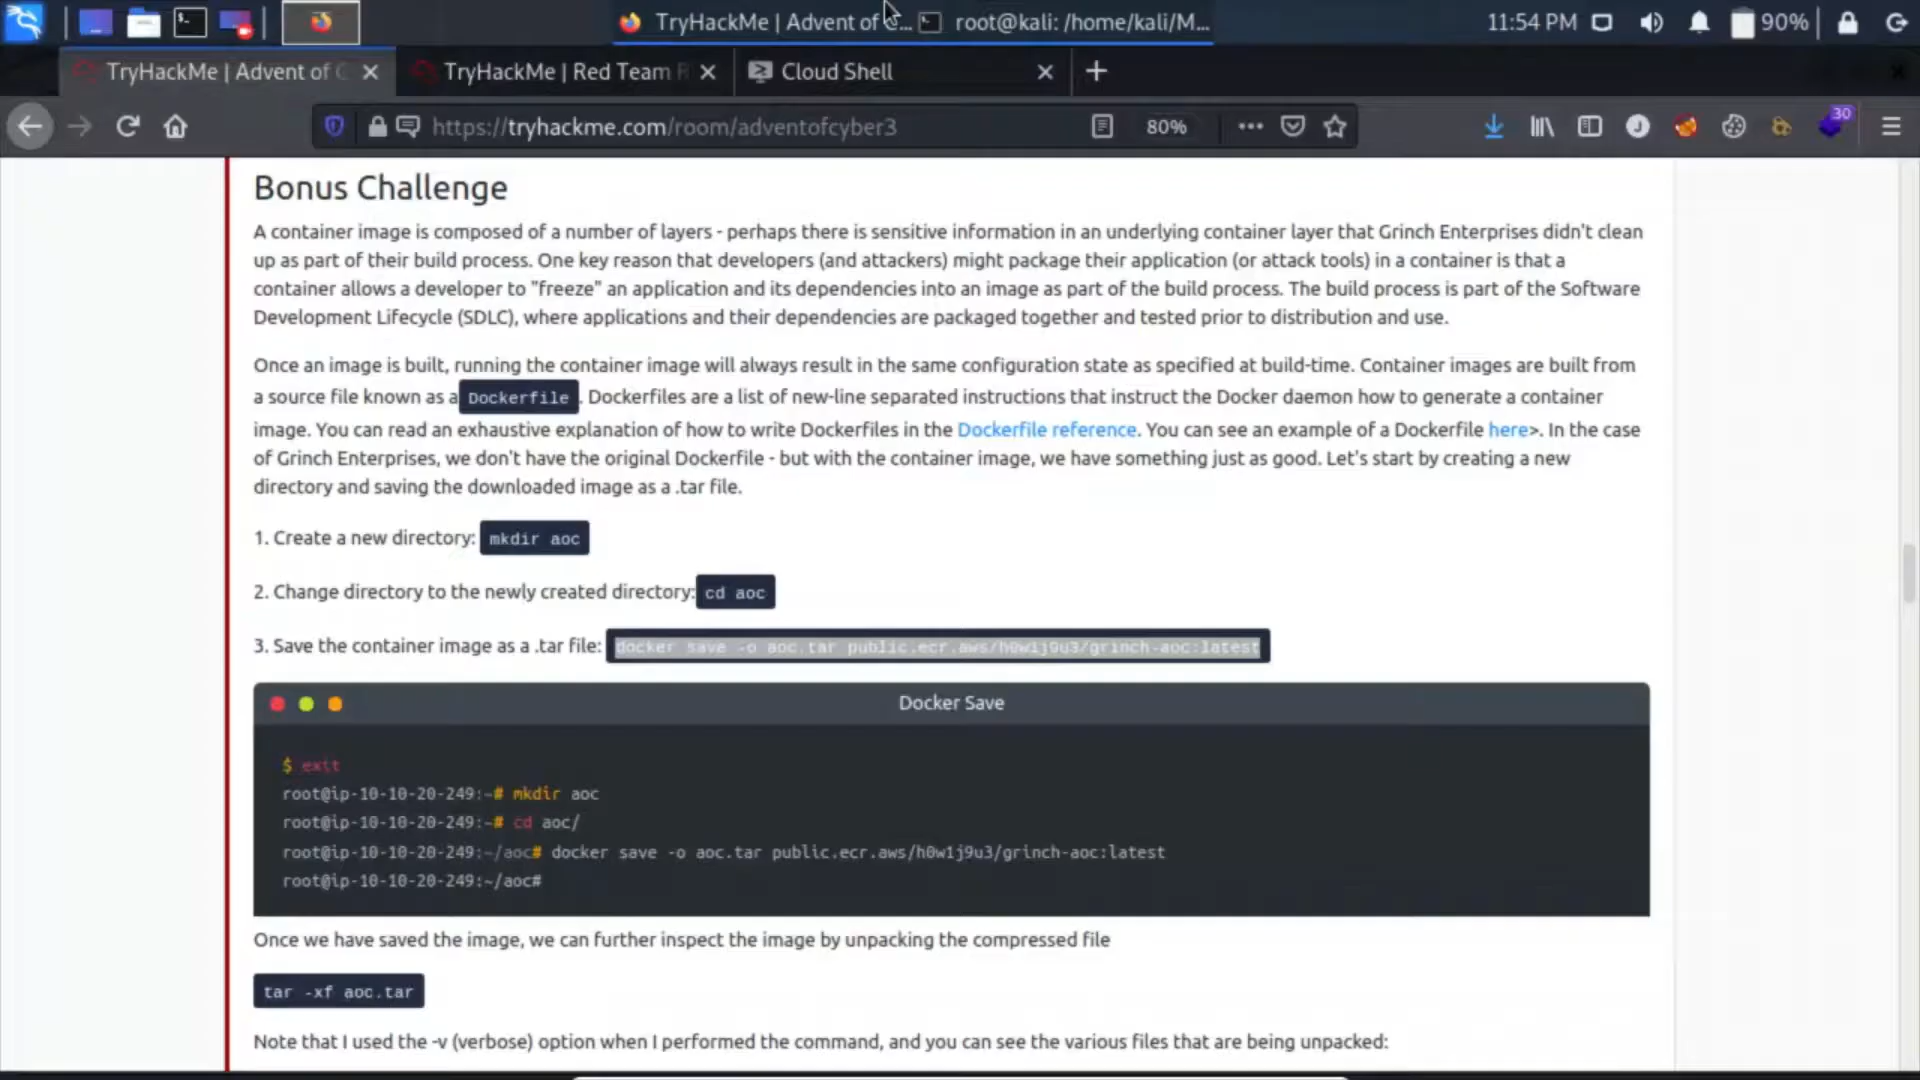 TryHackMe | Advent of C... root@kali: /home/kali/M... 11:54 PM 90%
TryHackMe | Advent of C TryHackMe | Red Team R Cloud Shell
https://tryhackme.com/room/adventofcyber3 80% 30
Bonus Challenge
A container image is composed of a number of layers - perhaps there is sensitive information in an underlying container layer that Grinch Enterprises didn't clean
up as part of their build process. One key reason that developers (and attackers) might package their application (or attack tools) in a container is that a
container allows a developer to "freeze" an application and its dependencies into an image as part of the build process. The build process is part of the Software
Development Lifecycle (SDLC), where applications and their dependencies are packaged together and tested prior to distribution and use.
Once an image is built, running the container image will always result in the same configuration state as specified at build-time. Container images are built from
a source file known as a Dockerfile . Dockerfiles are a list of new-line separated instructions that instruct the Docker daemon how to generate a container
image. You can read an exhaustive explanation of how to write Dockerfiles in the Dockerfile reference. You can see an example of a Dockerfile here>. In the case
of Grinch Enterprises, we don't have the original Dockerfile - but with the container image, we have something just as good. Let's start by creating a new
directory and saving the downloaded image as a .tar file.
1. Create a new directory: mkdir aoc
2. Change directory to the newly created directory: cd aoc
3. Save the container image as a .tar file: docker save -o aoc.tar public.ecr.aws/h0w1j9u3/grinch-aoc:latest
Docker Save
$ exit
root@ip-10-10-20-249:~# mkdir aoc
root@ip-10-10-20-249:~# cd aoc/
root@ip-10-10-20-249:~/aoc# docker save -o aoc.tar public.ecr.aws/h0w1j9u3/grinch-aoc:latest
root@ip-10-10-20-249:~/aoc#
Once we have saved the image, we can further inspect the image by unpacking the compressed file
tar -xf aoc.tar
Note that I used the -v (verbose) option when I performed the command, and you can see the various files that are being unpacked: